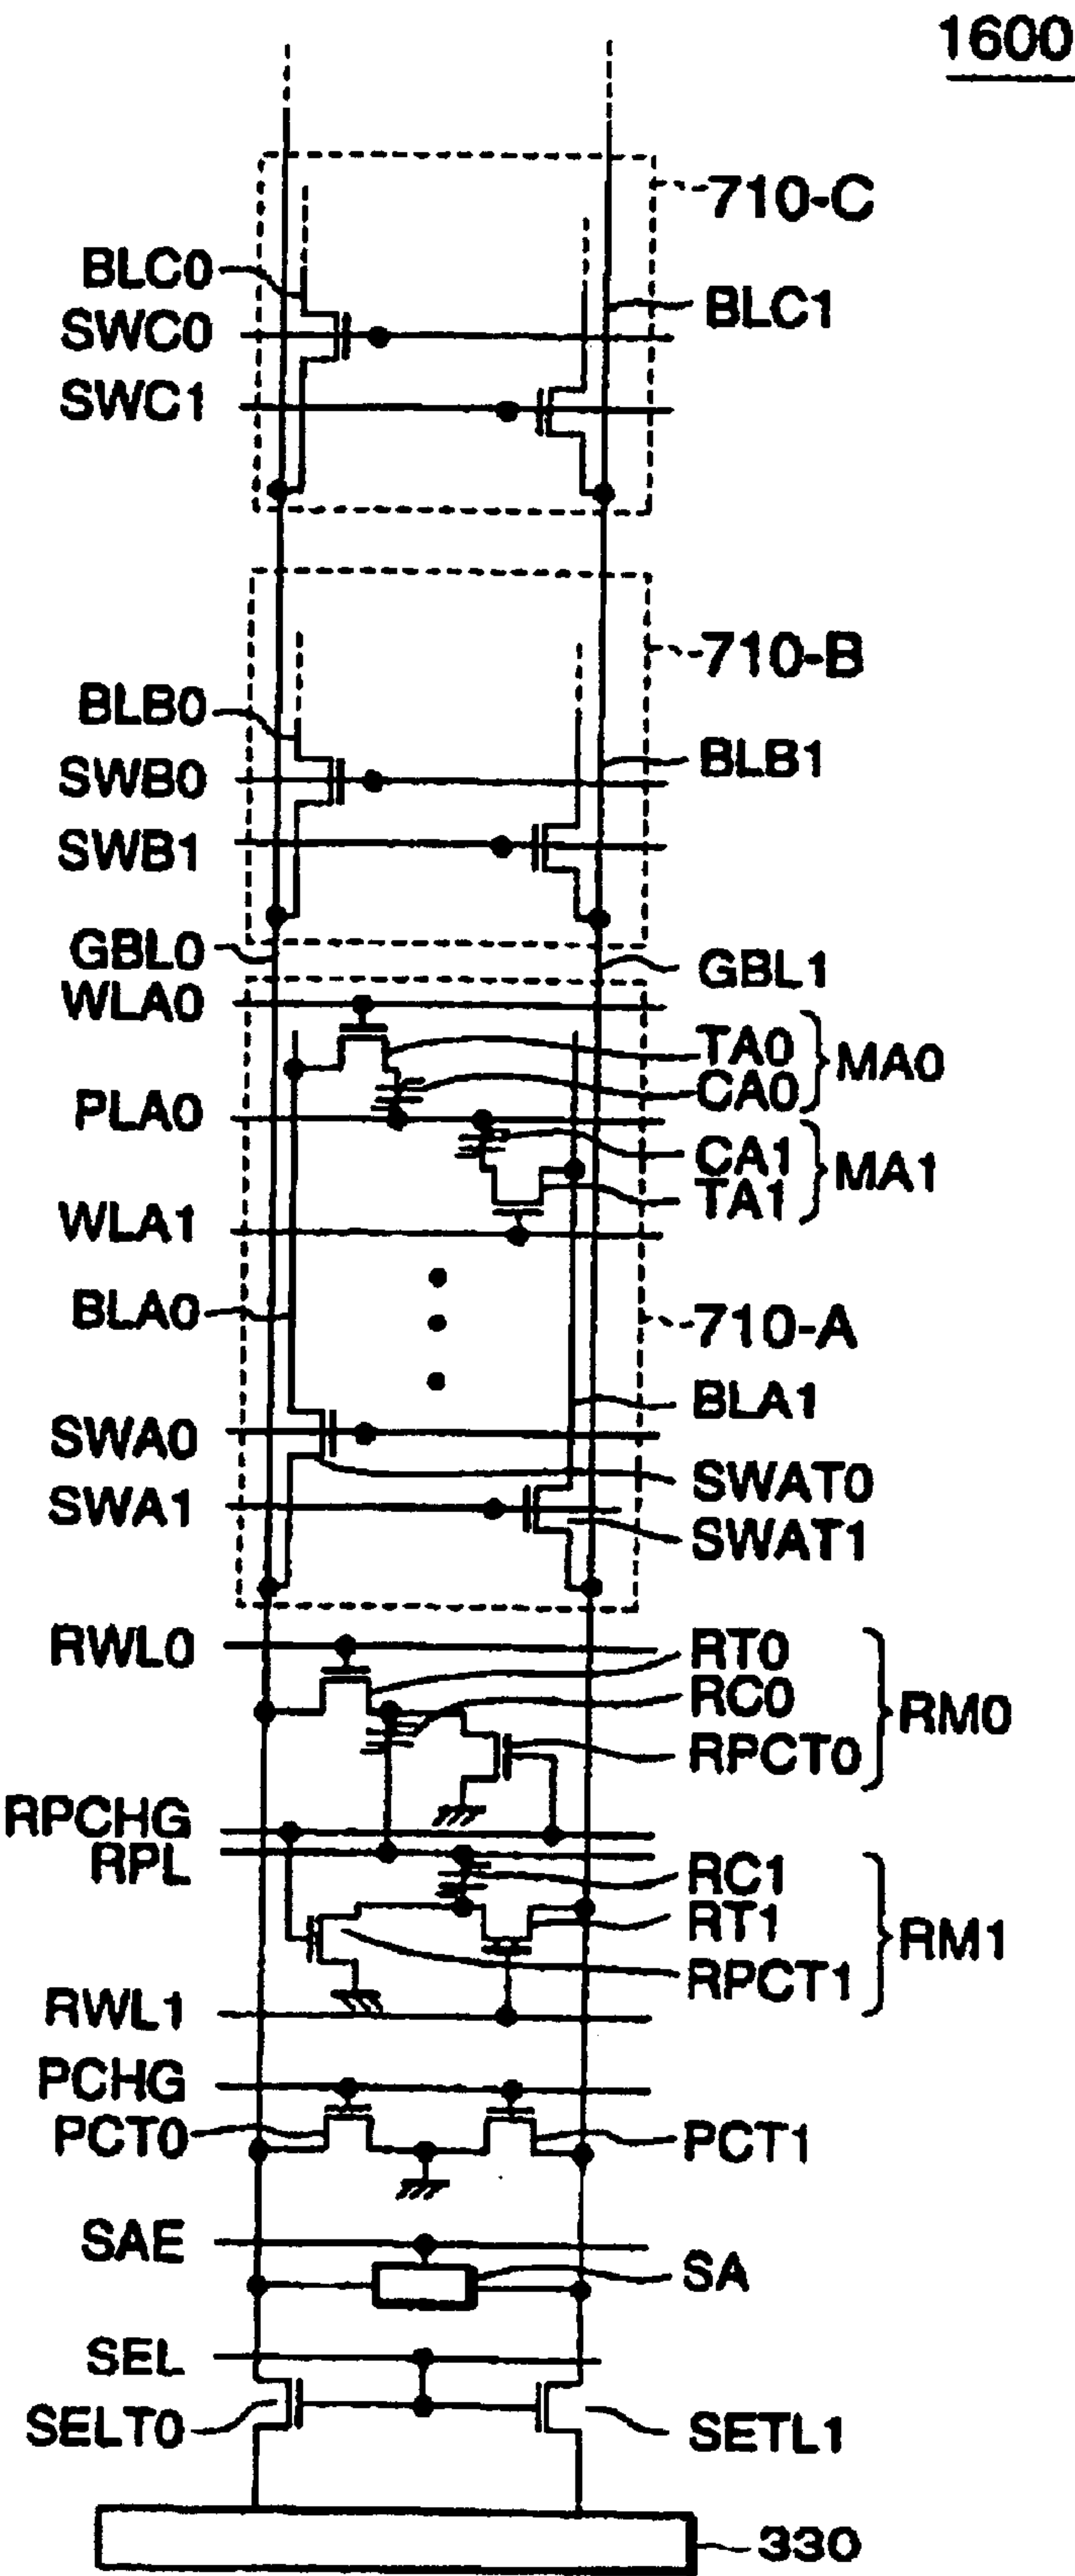 1600
710-C
BLC0
BLC1
SWC0
SWC1
710-B
BLB0
BLB1
SWB0
SWB1
GBL0
GBL1
WLA0
TA0
MA0
CA0
PLA0
CA1
MA1
TA1
WLA1
BLA0
710-A
BLA1
SWA0
SWAT0
SWA1
SWAT1
RWL0
RT0
RC0
RM0
RPCT0
RPCHG
RPL
RC1
RT1
RM1
RPCT1
RWL1
PCHG
PCT0
PCT1
SAE
SA
SEL
SELT0
SETL1
330